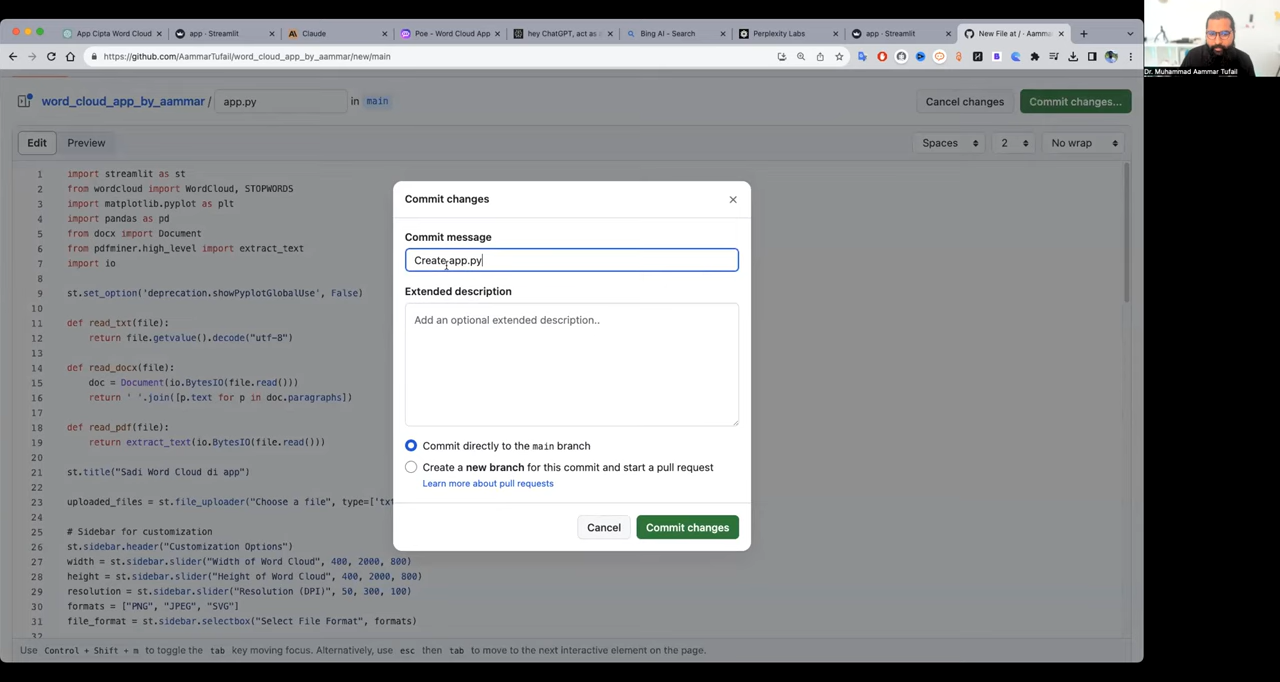 App Cipta Word Cloud
app · Streamlit
Claude
Poe - Word Cloud App
hey ChatGPT, act as
Bing AI - Search
Perplexity Labs
app · Streamlit
New File at / · Aammar
https://github.com/AammarTufail/word_cloud_app_by_aammar/new/main
Dr. Muhammad Aammar Tufail
word_cloud_app_by_aammar / app.py in main
Cancel changes
Commit changes...
Edit
Preview
Spaces
2
No wrap
1 import streamlit as st
2 from wordcloud import WordCloud, STOPWORDS
3 import matplotlib.pyplot as plt
4 import pandas as pd
5 from docx import Document
6 from pdfminer.high_level import extract_text
7 import io
8
9 st.set_option('deprecation.showPyplotGlobalUse', False)
10
11 def read_txt(file):
12 return file.getvalue().decode("utf-8")
13
14 def read_docx(file):
15 doc = Document(io.BytesIO(file.read()))
16 return ' '.join([p.text for p in doc.paragraphs])
17
18 def read_pdf(file):
19 return extract_text(io.BytesIO(file.read()))
20
21 st.title("Sadi Word Cloud di app")
22
23 uploaded_files = st.file_uploader("Choose a file", type=['txt
24
25 # Sidebar for customization
26 st.sidebar.header("Customization Options")
27 width = st.sidebar.slider("Width of Word Cloud", 400, 2000, 800)
28 height = st.sidebar.slider("Height of Word Cloud", 400, 2000, 800)
29 resolution = st.sidebar.slider("Resolution (DPI)", 50, 300, 100)
30 formats = ["PNG", "JPEG", "SVG"]
31 file_format = st.sidebar.selectbox("Select File Format", formats)
32
Commit changes
Commit message
Create app.py
Extended description
Add an optional extended description..
Commit directly to the main branch
Create a new branch for this commit and start a pull request
Learn more about pull requests
Cancel
Commit changes
Use Control + Shift + m to toggle the tab key moving focus. Alternatively, use esc then tab to move to the next interactive element on the page.